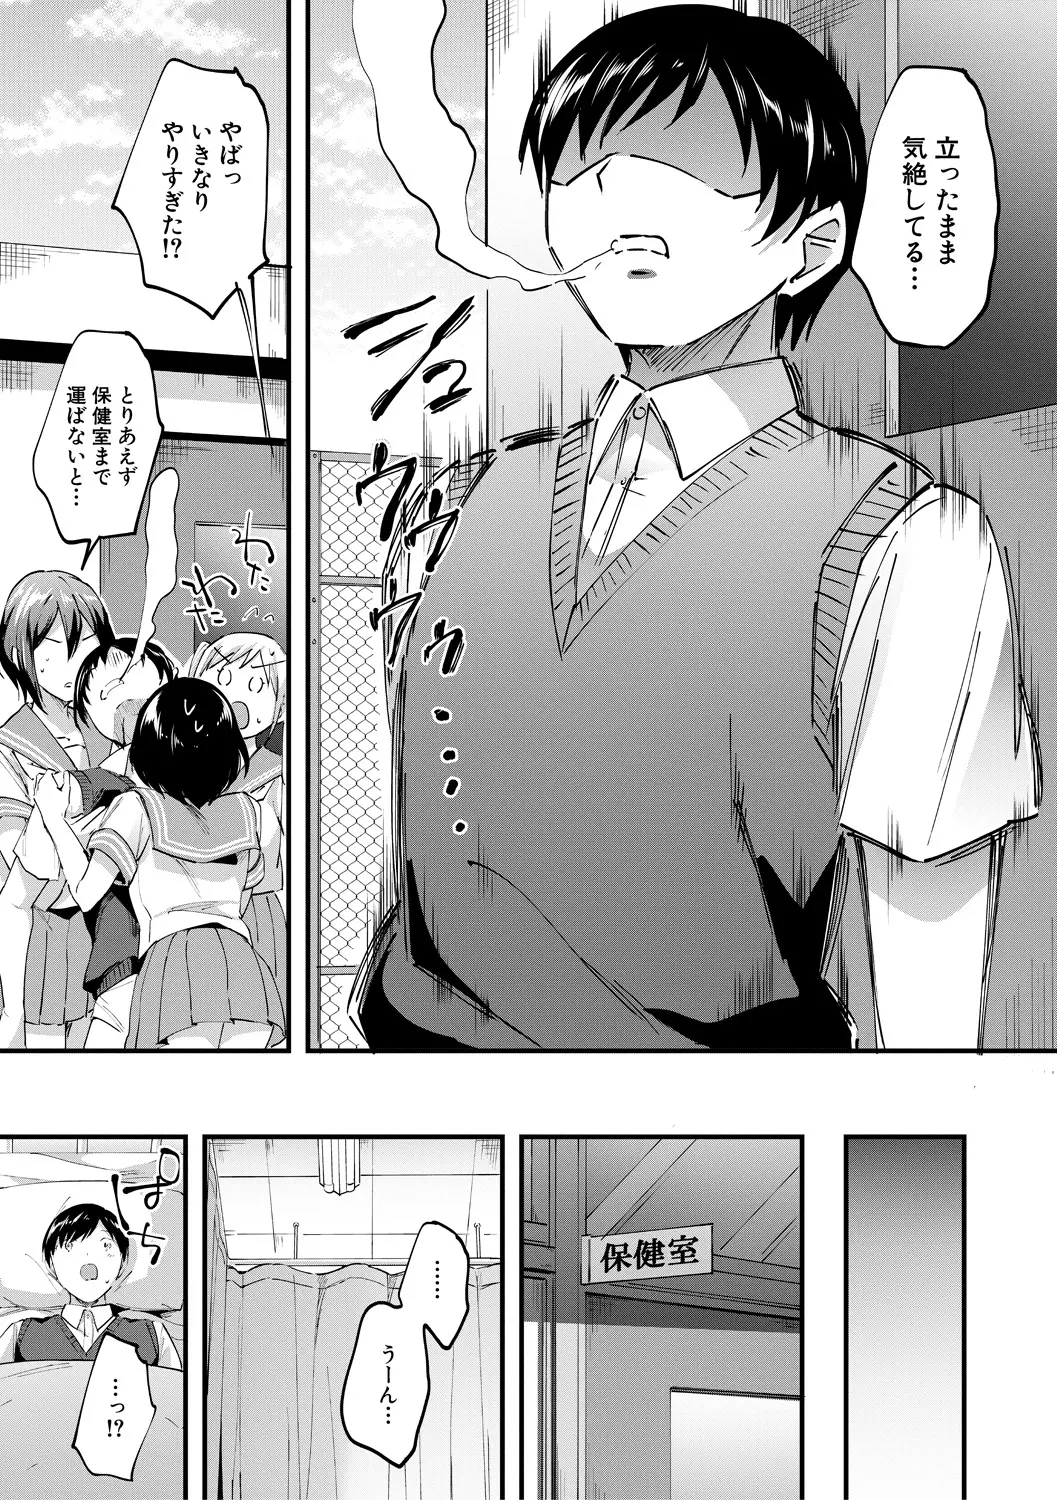 立ったまま
気絶してる…
シュ
ウウウウ
・・・・
やばっ
いきなり
やりすぎた!?
とりあえず
保健室まで
運ばないと…
わた
わた
保健室
……
うーん…
ぱち
…っ!?